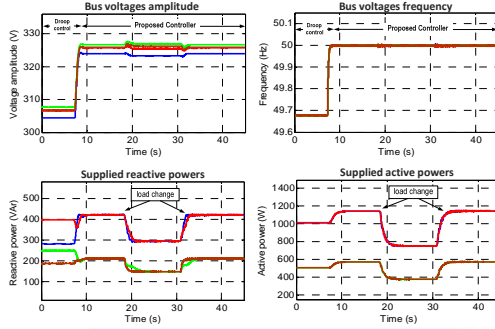 Bus voltages amplitude
Droop control
Proposed Controller
Voltage amplitude (V)
330
320
310
300
0 10 20 30 40
Time (s)
Bus voltages frequency
Droop control
Proposed Controller
Frequency (Hz)
50.1
50
49.9
49.8
49.7
49.6
0 10 20 30 40
Time (s)
Supplied reactive powers
load change
Reactive power (VAr)
500
400
300
200
100
0 10 20 30 40
Time (s)
Supplied active powers
load change
Active power (W)
1400
1200
1000
800
600
400
200
0 10 20 30 40
Time (s)